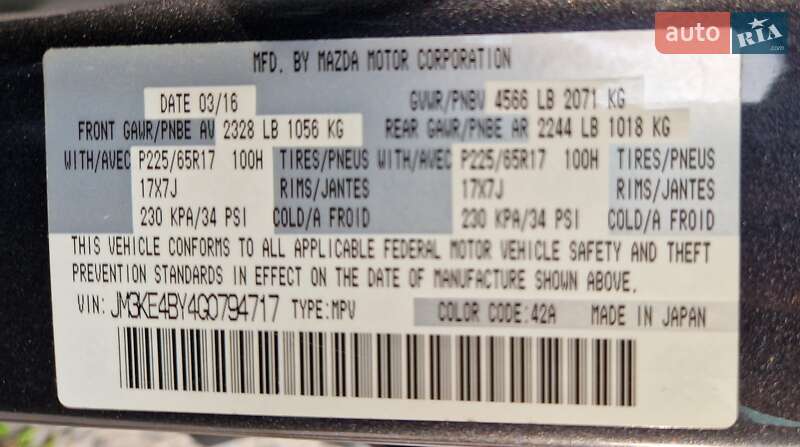 auto RIA.com
MFD. BY MAZDA MOTOR CORPORATION
DATE 03/16 GVWR/PNBV 4566 LB 2071 KG
FRONT GAWR/PNBE AV 2328 LB 1056 KG REAR GAWR/PNBE AR 2244 LB 1018 KG
WITH/AVEC P225/65R17 100H TIRES/PNEUS WITH/AVEC P225/65R17 100H TIRES/PNEUS
17X7J RIMS/JANTES 17X7J RIMS/JANTES
230 KPA/34 PSI COLD/A FROID 230 KPA/34 PSI COLD/A FROID
THIS VEHICLE CONFORMS TO ALL APPLICABLE FEDERAL MOTOR VEHICLE SAFETY AND THEFT
PREVENTION STANDARDS IN EFFECT ON THE DATE OF MANUFACTURE SHOWN ABOVE.
VIN: JM3KE4BY4G0794717 TYPE:MPV COLOR CODE:42A MADE IN JAPAN